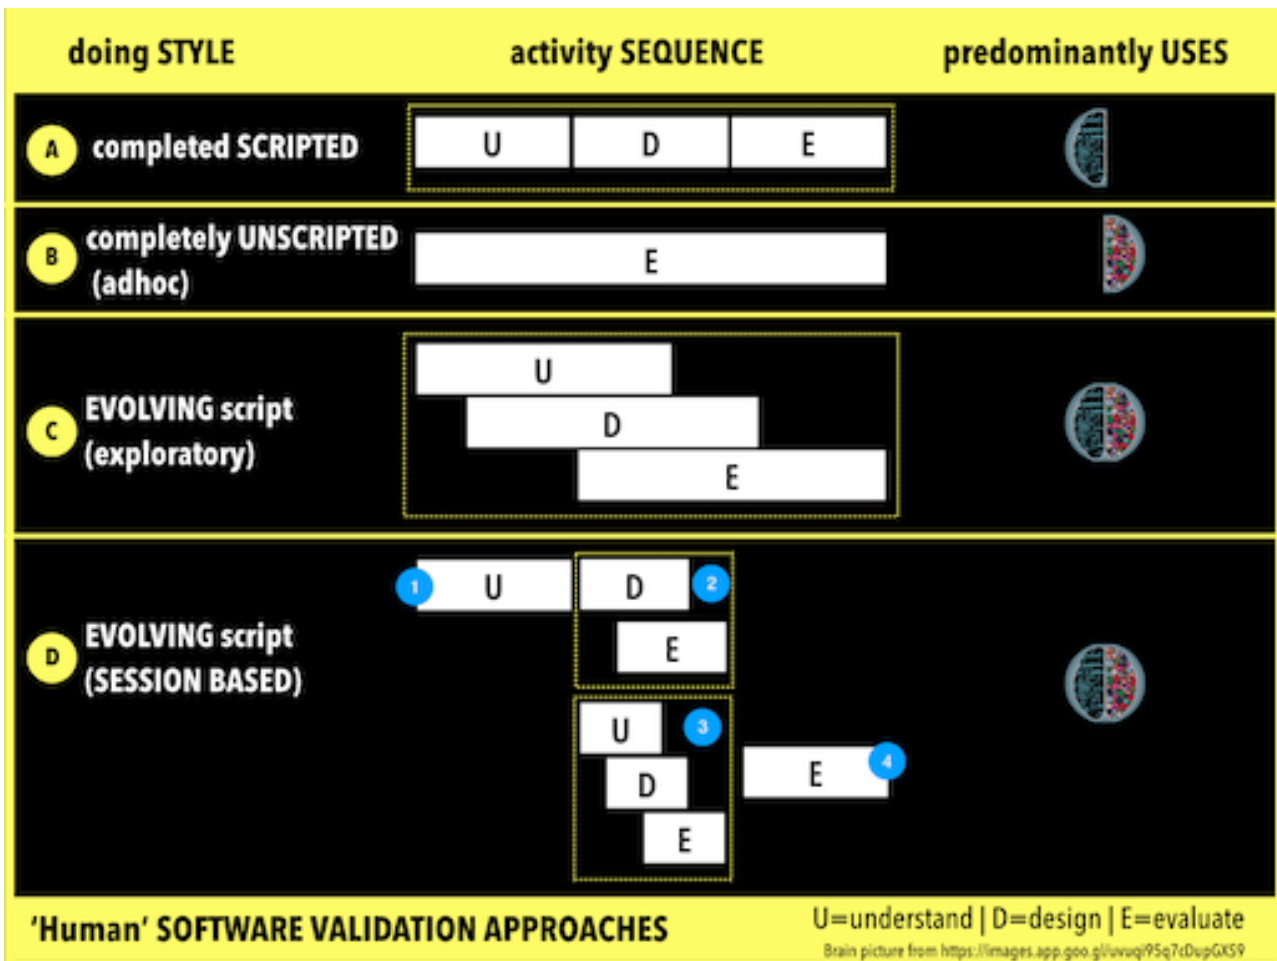 doing STYLE
activity SEQUENCE
predominantly USES
A
completed SCRIPTED
U
D
E
B
completely UNSCRIPTED
(adhoc)
E
C
EVOLVING script
(exploratory)
U
D
E
D
EVOLVING script
(SESSION BASED)
1
U
D
2
E
U
3
D
E
E
4
'Human' SOFTWARE VALIDATION APPROACHES
U=understand | D=design | E=evaluate
Brain picture from